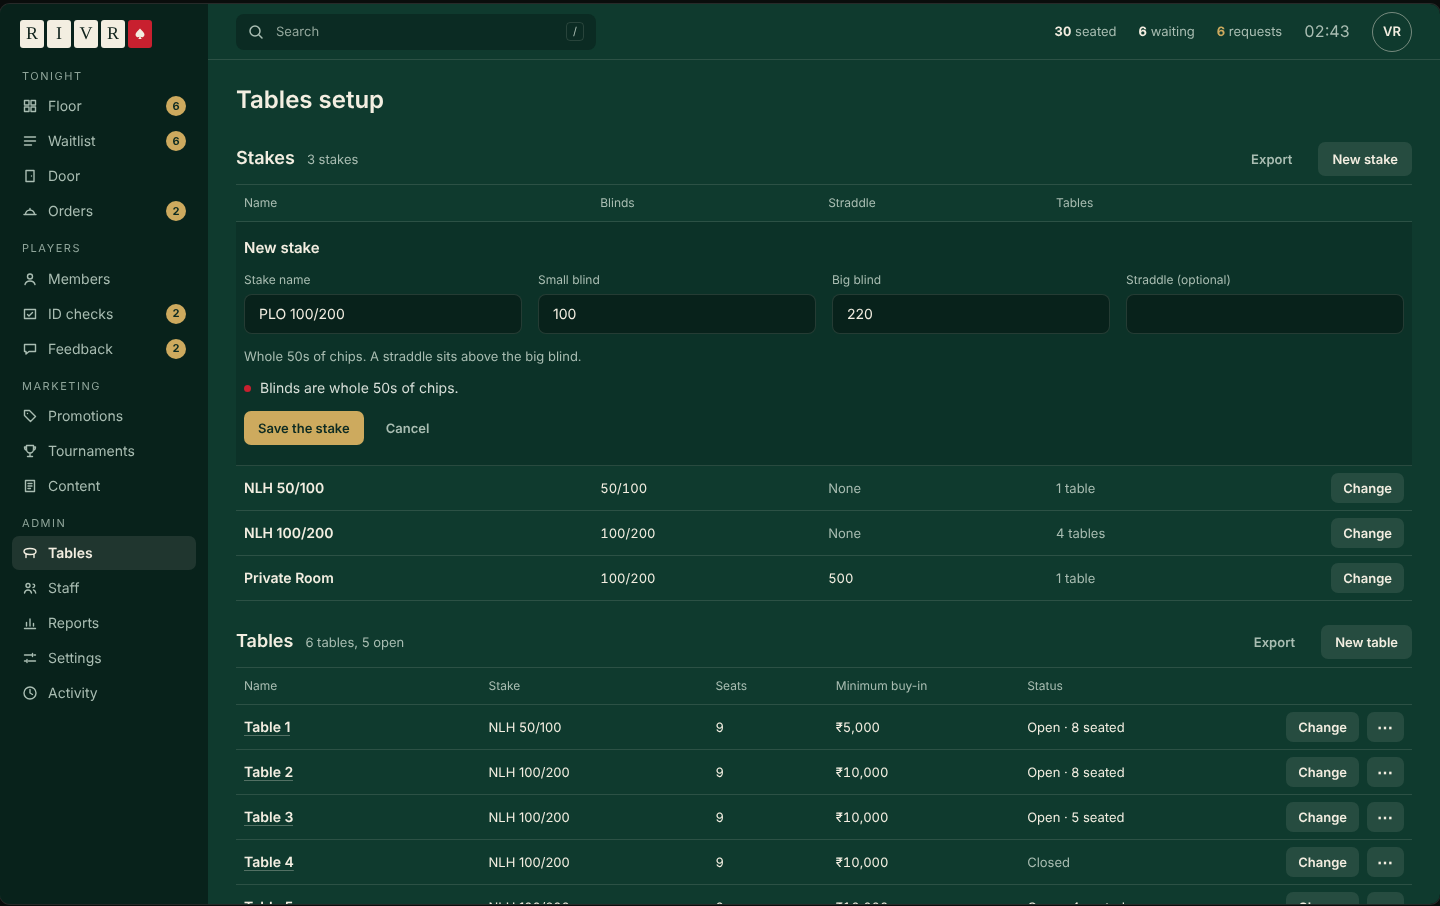 RIVR
Search /
30 seated 6 waiting 6 requests 02:43 VR
TONIGHT
Floor 6
Waitlist 6
Door
Orders 2
PLAYERS
Members
ID checks 2
Feedback 2
MARKETING
Promotions
Tournaments
Content
ADMIN
Tables
Staff
Reports
Settings
Activity
Tables setup
Stakes 3 stakes Export New stake
Name Blinds Straddle Tables
New stake
Stake name Small blind Big blind Straddle (optional)
PLO 100/200 100 220
Whole 50s of chips. A straddle sits above the big blind.
Blinds are whole 50s of chips.
Save the stake Cancel
NLH 50/100 50/100 None 1 table Change
NLH 100/200 100/200 None 4 tables Change
Private Room 100/200 500 1 table Change
Tables 6 tables, 5 open Export New table
Name Stake Seats Minimum buy-in Status
Table 1 NLH 50/100 9 ₹5,000 Open · 8 seated Change ···
Table 2 NLH 100/200 9 ₹10,000 Open · 8 seated Change ···
Table 3 NLH 100/200 9 ₹10,000 Open · 5 seated Change ···
Table 4 NLH 100/200 9 ₹10,000 Closed Change ···